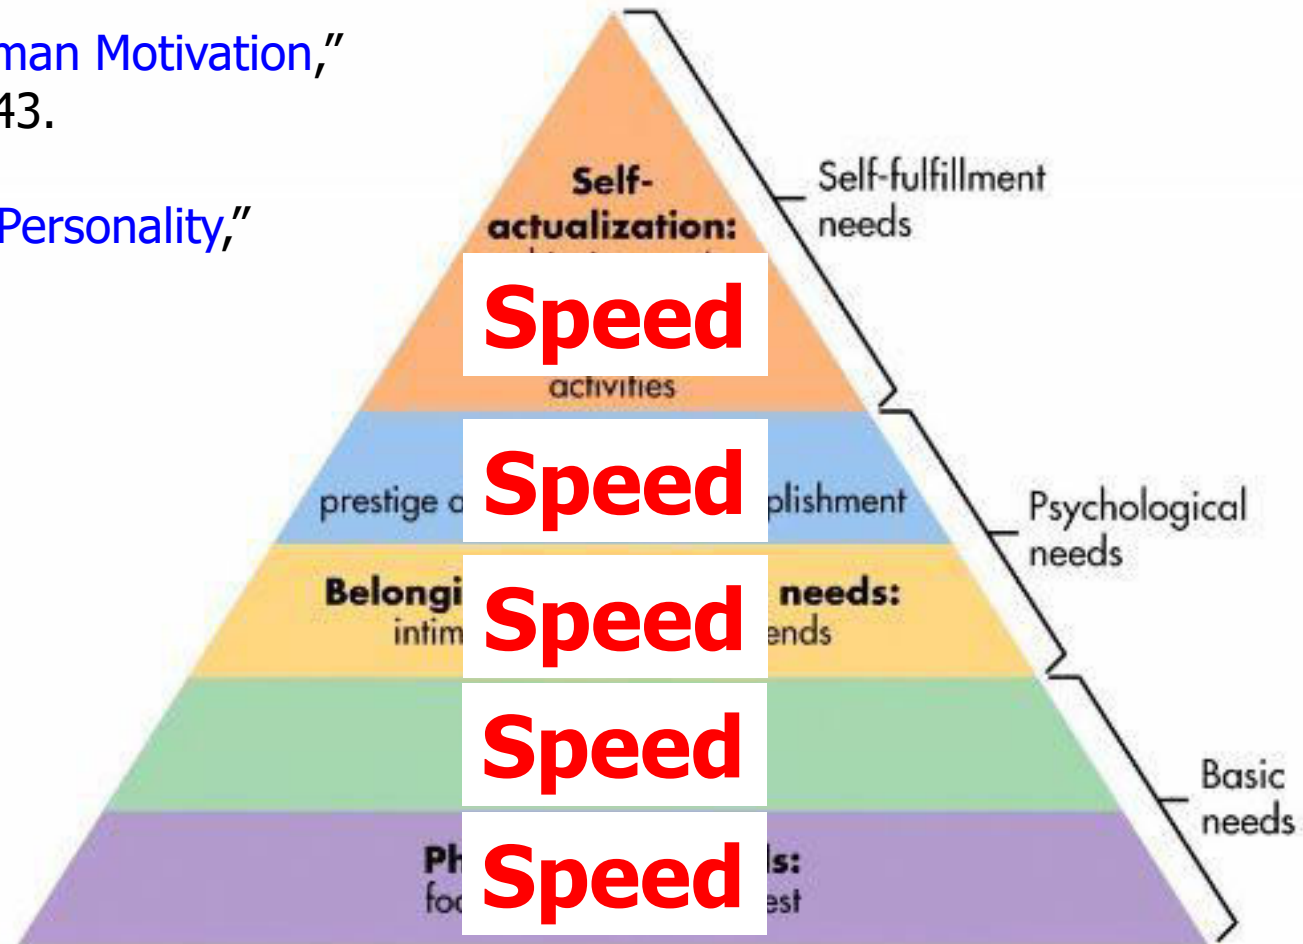 man Motivation,”
43.
Personality,”
Self-
actualization:
Speed
activities
Self-fulfillment
needs
Speed
prestige a plishment
Psychological
needs
Belongi needs:
Speed
intim ends
Speed
Basic
needs
Ph s:
Speed
foo est